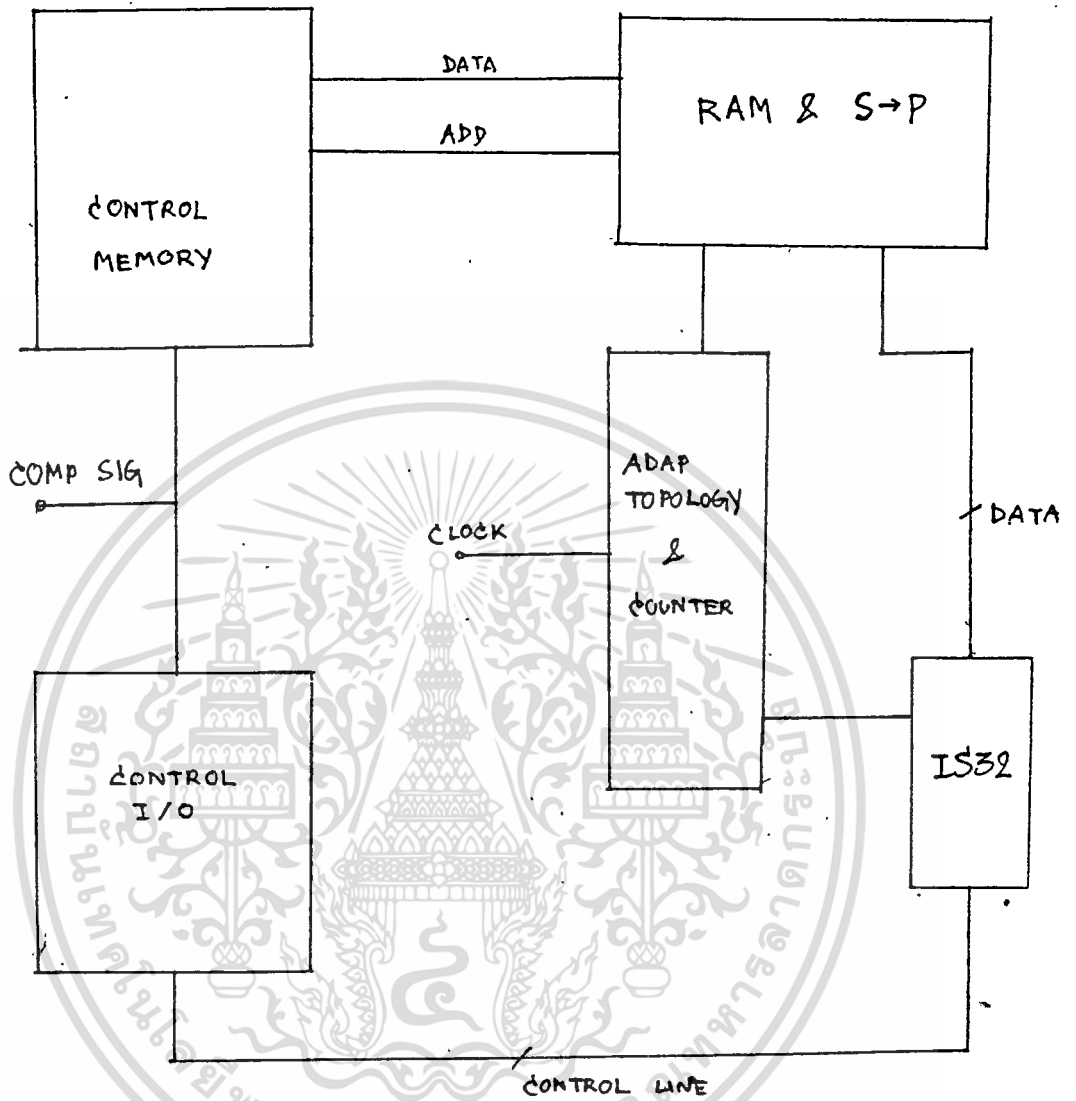 DATA
RAM & S→P
ADD
CONTROL
MEMORY
COMP SIG
CLOCK
ADAP
TOPOLOGY
&
COUNTER
DATA
CONTROL
I/O
IS32
CONTROL LINE